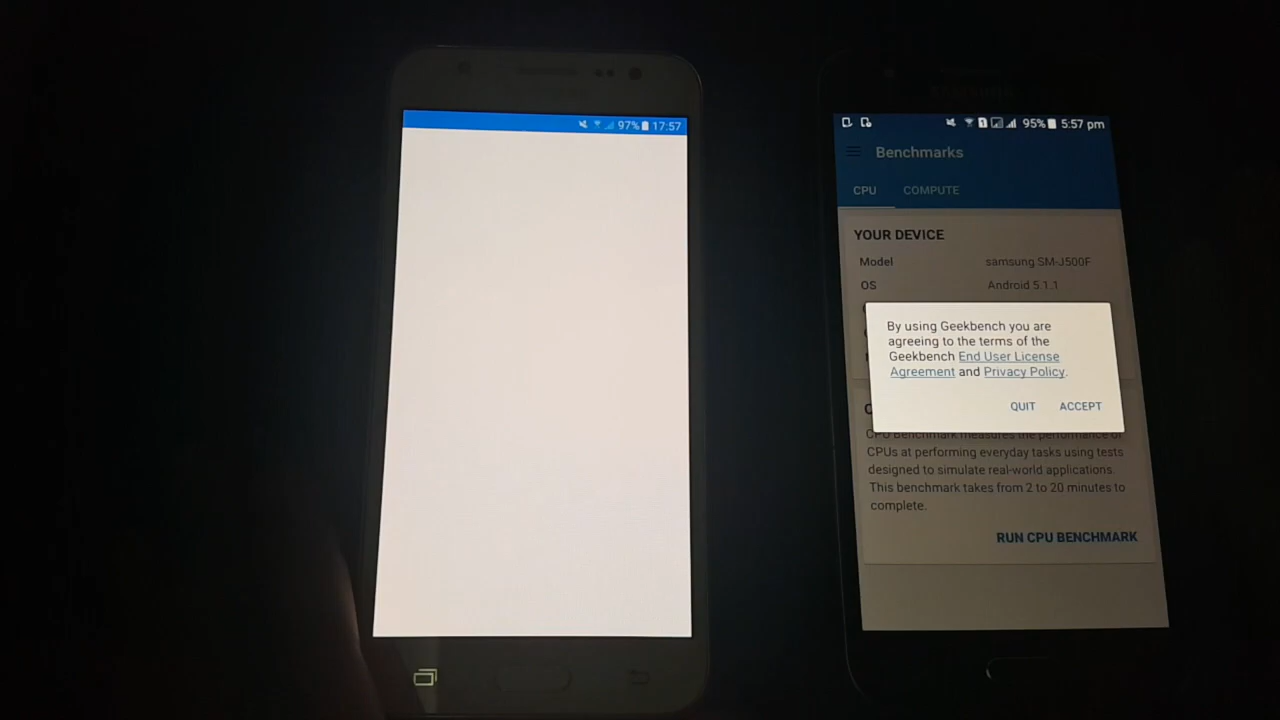 97% 17:57
95% 5:57 pm
Benchmarks
CPU COMPUTE
YOUR DEVICE
Model samsung SM-J500F
OS Android 5.1.1
By using Geekbench you are
agreeing to the terms of the
Geekbench End User License
Agreement and Privacy Policy.
QUIT ACCEPT
CPU Benchmark measures the performance of
CPUs at performing everyday tasks using tests
designed to simulate real-world applications.
This benchmark takes from 2 to 20 minutes to
complete.
RUN CPU BENCHMARK